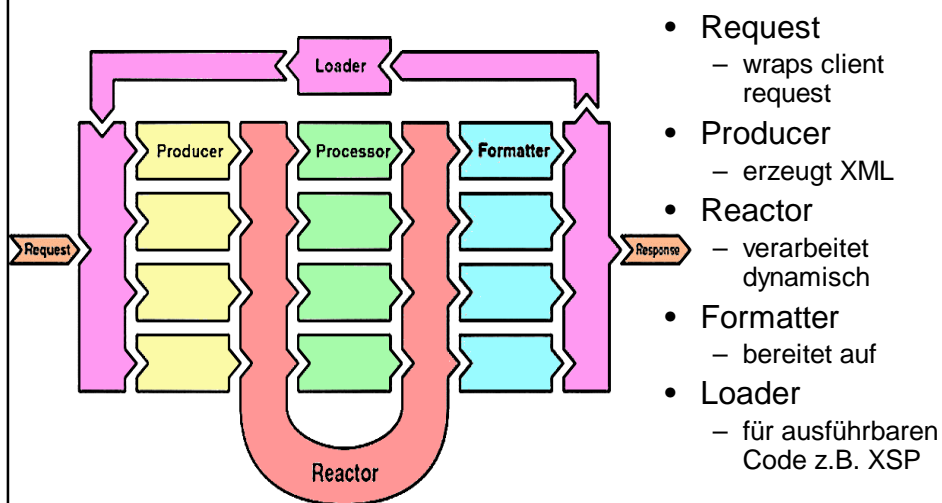 Loader
Producer
Processor
Formatter
Request
Response
Reactor
• Request
– wraps client
request
• Producer
– erzeugt XML
• Reactor
– verarbeitet
dynamisch
• Formatter
– bereitet auf
• Loader
– für ausführbaren
Code z.B. XSP